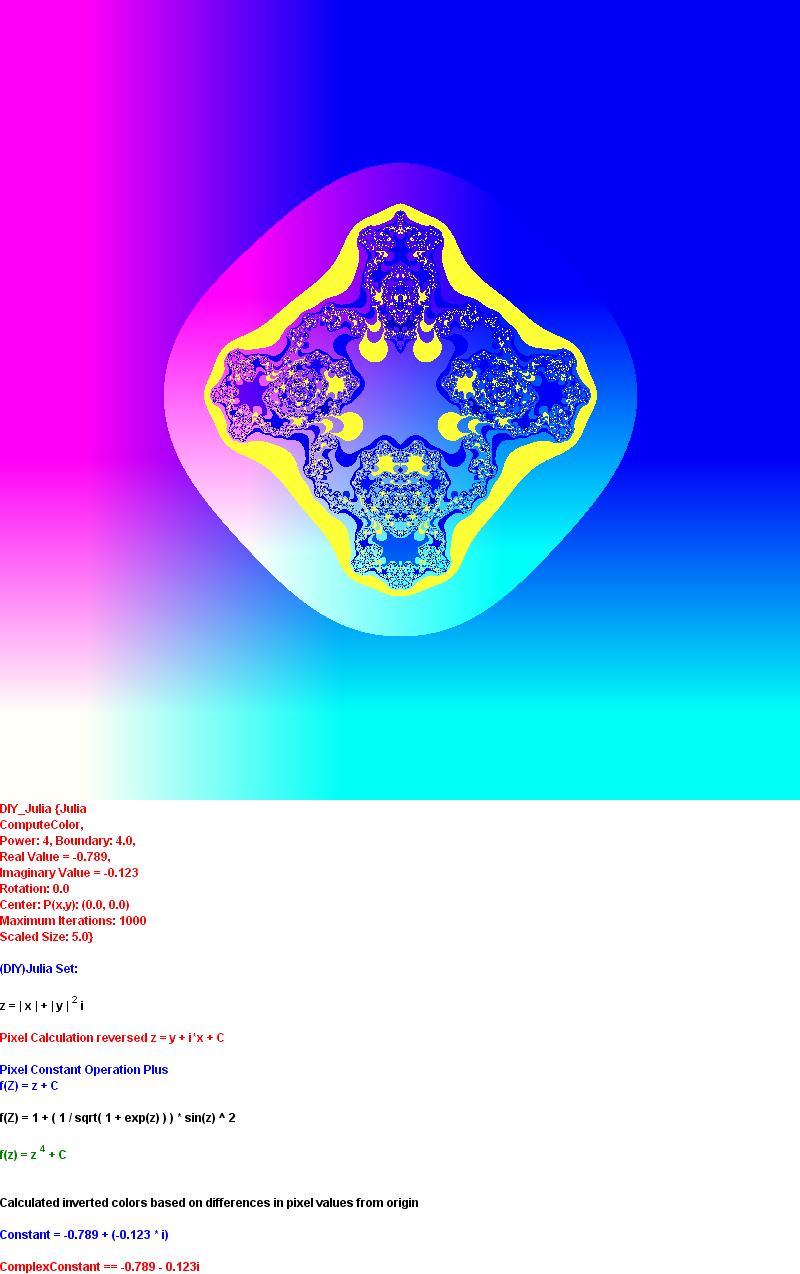 DIY_Julia {Julia
ComputeColor,
Power: 4, Boundary: 4.0,
Real Value = -0.789,
Imaginary Value = -0.123
Rotation: 0.0
Center: P(x,y): (0.0, 0.0)
Maximum Iterations: 1000
Scaled Size: 5.0}
(DIY)Julia Set:
z = | x | + | y | ² i
Pixel Calculation reversed z = y + i*x + C
Pixel Constant Operation Plus
f(Z) = z + C
f(Z) = 1 + ( 1 / sqrt( 1 + exp(z) ) ) * sin(z) ^ 2
f(z) = z ⁴ + C
Calculated inverted colors based on differences in pixel values from origin
Constant = -0.789 + (-0.123 * i)
ComplexConstant == -0.789 - 0.123i